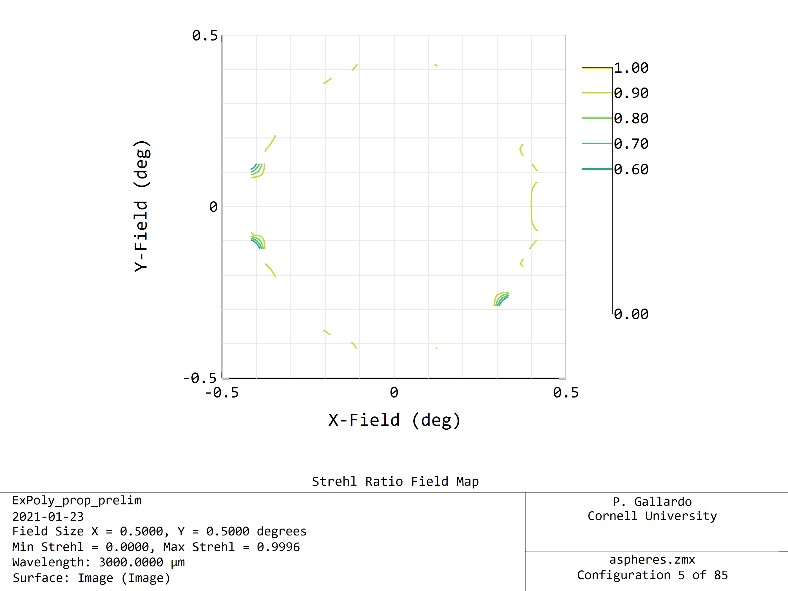 0.5
0
-0.5
-0.5
0
0.5
Y-Field (deg)
X-Field (deg)
1.00
0.90
0.80
0.70
0.60
0.00
Strehl Ratio Field Map
ExPoly_prop_prelim
2021-01-23
Field Size X = 0.5000, Y = 0.5000 degrees
Min Strehl = 0.0000, Max Strehl = 0.9996
Wavelength: 3000.0000 µm
Surface: Image (Image)
P. Gallardo
Cornell University
aspheres.zmx
Configuration 5 of 85